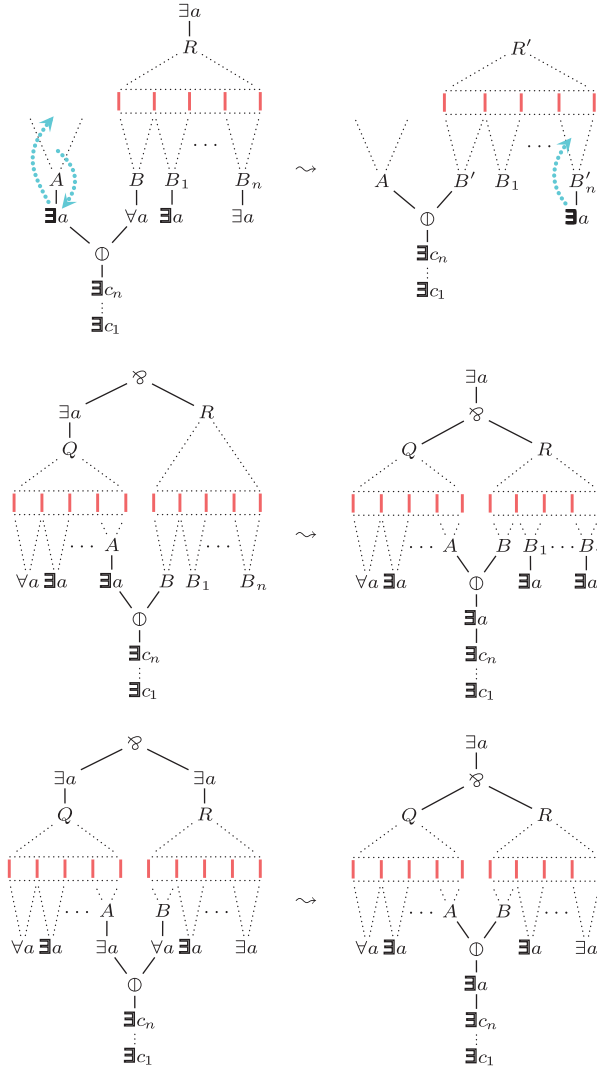 ∃a
R R′
· · · · · ·
A B B₁ Bₙ ⤳ A B′ B₁ B′ₙ
**∃**a ∀a **∃**a ∃a **∃**a
⦶ ⦶
**∃**cₙ **∃**cₙ
**∃**c₁ **∃**c₁
⅋ ∃a
∃a R ⅋
Q Q R
· · · A · · · ⤳ · · · A B B₁ · · · B
∀a **∃**a **∃**a B B₁ Bₙ ∀a **∃**a **∃**a **∃**a
⦶ ⦶
**∃**a
**∃**cₙ **∃**cₙ
**∃**c₁ **∃**c₁
⅋ ∃a
∃a ∃a ⅋
Q R Q R
· · · A B · · · ⤳ · · · A B · · ·
∀a **∃**a ∃a ∀a **∃**a ∃a ∀a **∃**a **∃**a ∃a
⦶ ⦶
**∃**a
**∃**cₙ **∃**cₙ
**∃**c₁ **∃**c₁